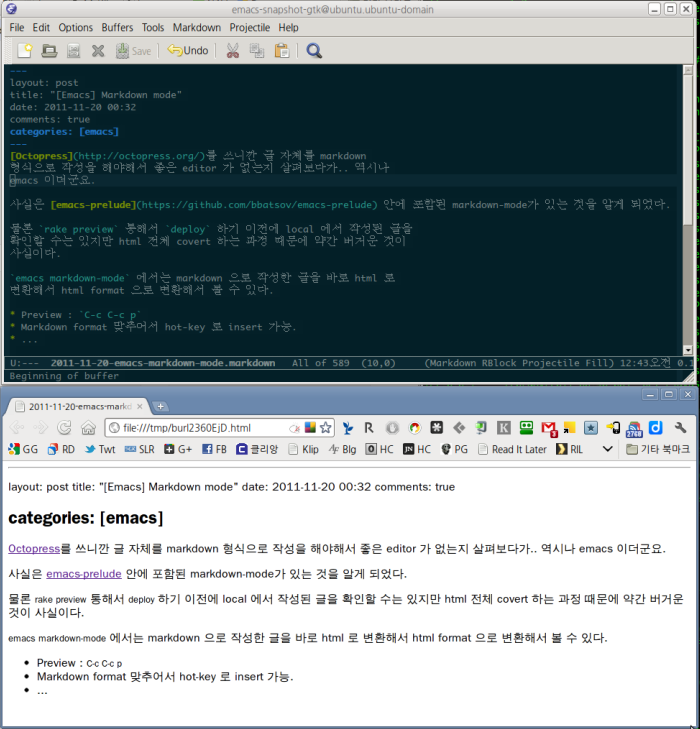 emacs-snapshot-gtk@ubuntu.ubuntu-domain
File Edit Options Buffers Tools Markdown Projectile Help
Save Undo
---
layout: post
title: "[Emacs] Markdown mode"
date: 2011-11-20 00:32
comments: true
categories: [emacs]
---
[Octopress](http://octopress.org/)를 쓰니깐 글 자체를 markdown
형식으로 작성을 해야해서 좋은 editor 가 없는지 살펴보다가.. 역시나
emacs 이더군요.
사실은 [emacs-prelude](https://github.com/bbatsov/emacs-prelude) 안에 포함된 markdown-mode가 있는 것을 알게 되었다.
물론 `rake preview` 통해서 `deploy` 하기 이전에 local 에서 작성된 글을
확인할 수는 있지만 html 전체 covert 하는 과정 때문에 약간 버거운 것이
사실이다.
`emacs markdown-mode` 에서는 markdown 으로 작성한 글을 바로 html 로
변환해서 html format 으로 변환해서 볼 수 있다.
* Preview : `C-c C-c p`
* Markdown format 맞추어서 hot-key 로 insert 가능.
* ...
U:--- 2011-11-20-emacs-markdown-mode.markdown All of 589 (10,0) (Markdown RBlock Projectile Fill) 12:43오전 0.1
Beginning of buffer
2011-11-20-emacs-mark
file:///tmp/burl2360EjD.html
GG RD Twt SLR G+ FB 클리앙 Klip Blg HC HC PG Read It Later RIL 기타 북마크
layout: post title: "[Emacs] Markdown mode" date: 2011-11-20 00:32 comments: true
categories: [emacs]
Octopress를 쓰니깐 글 자체를 markdown 형식으로 작성을 해야해서 좋은 editor 가 없는지 살펴보다가.. 역시나 emacs 이더군요.
사실은 emacs-prelude 안에 포함된 markdown-mode가 있는 것을 알게 되었다.
물론 rake preview 통해서 deploy 하기 이전에 local 에서 작성된 글을 확인할 수는 있지만 html 전체 covert 하는 과정 때문에 약간 버거운
것이 사실이다.
emacs markdown-mode 에서는 markdown 으로 작성한 글을 바로 html 로 변환해서 html format 으로 변환해서 볼 수 있다.
• Preview : C-c C-c p
• Markdown format 맞추어서 hot-key 로 insert 가능.
• ...